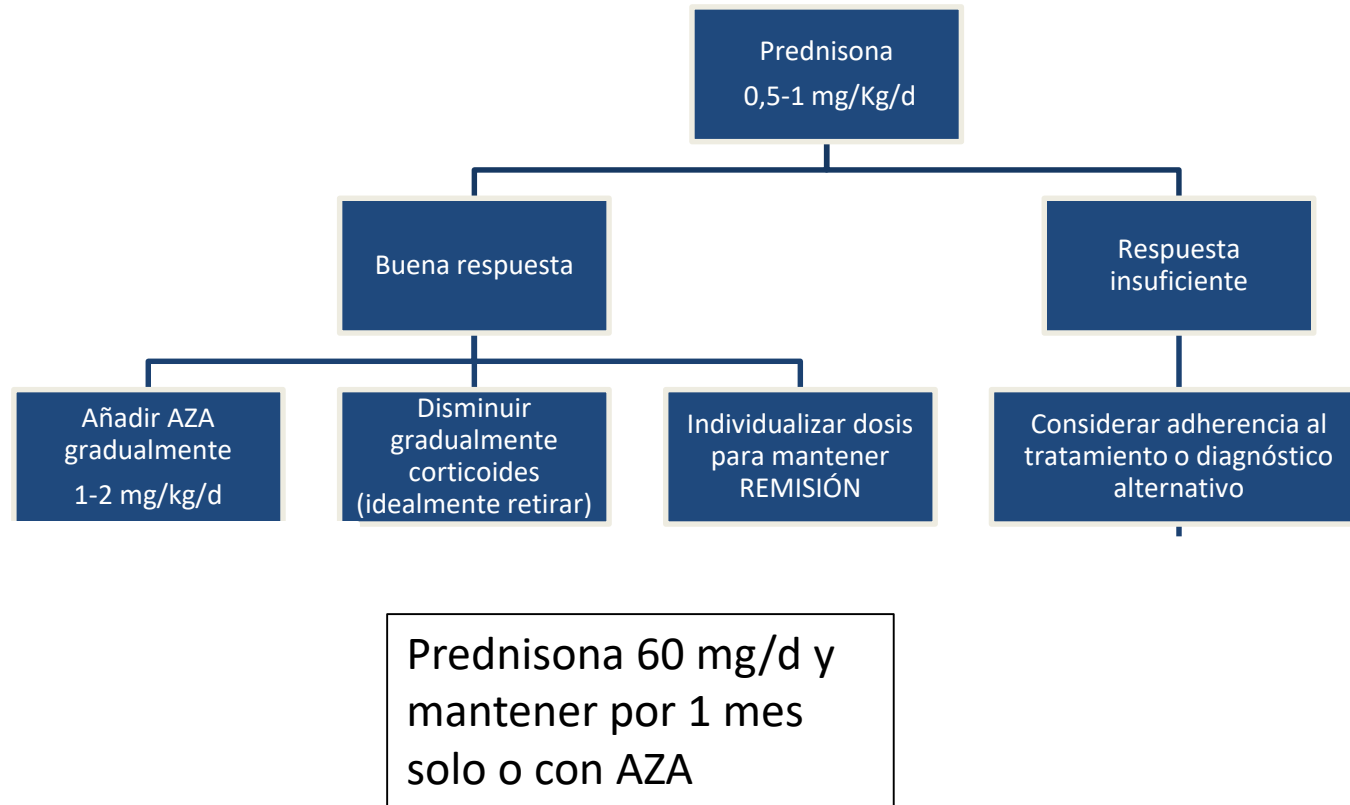 Prednisona
0,5-1 mg/Kg/d
Buena respuesta
Respuesta
insuficiente
Añadir AZA
gradualmente
1-2 mg/kg/d
Disminuir
gradualmente
corticoides
(idealmente retirar)
Individualizar dosis
para mantener
REMISIÓN
Considerar adherencia al
tratamiento o diagnóstico
alternativo
Prednisona 60 mg/d y
mantener por 1 mes
solo o con AZA